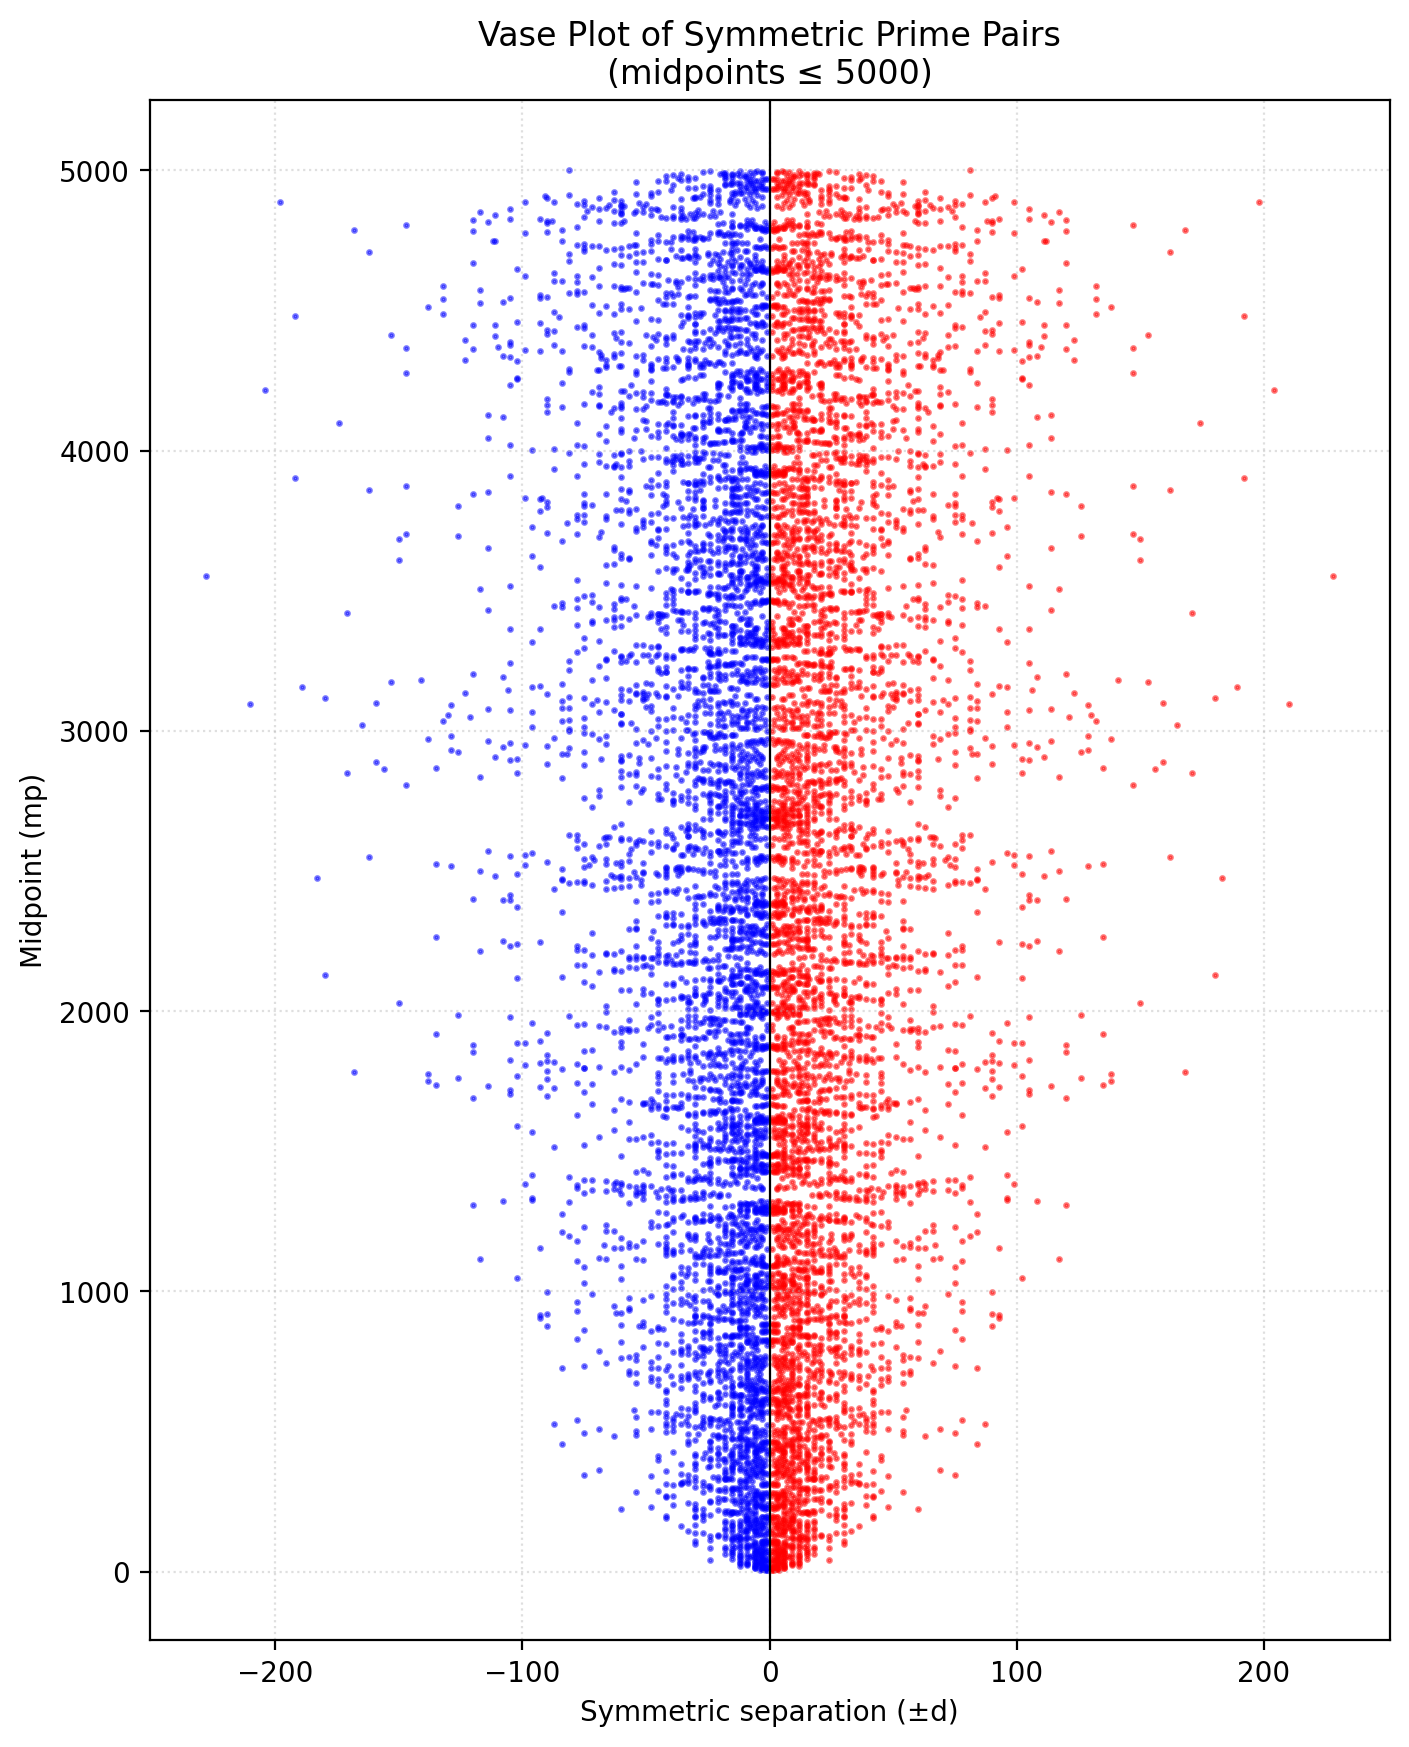 Vase Plot of Symmetric Prime Pairs
(midpoints ≤ 5000)
Midpoint (mp)
5000
4000
3000
2000
1000
0
−200
−100
0
100
200
Symmetric separation (±d)